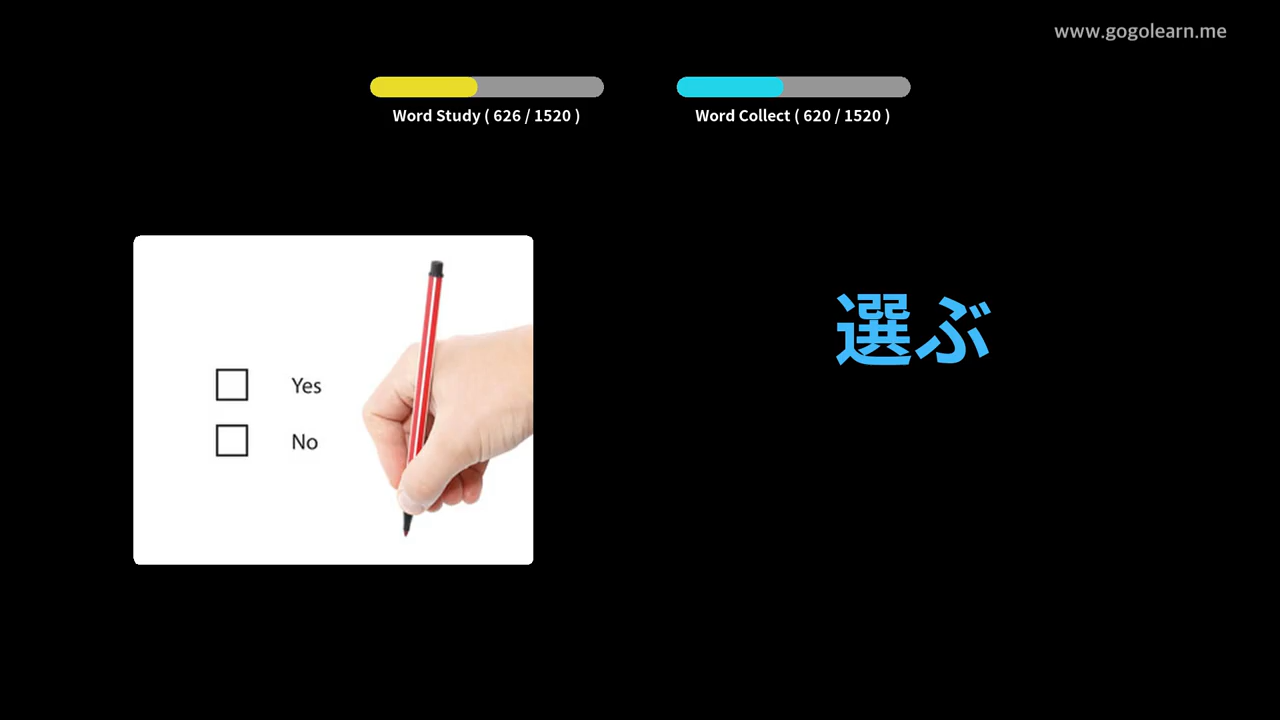 www.gogolearn.me
Word Study ( 626 / 1520 )
Word Collect ( 620 / 1520 )
選ぶ
Yes
No